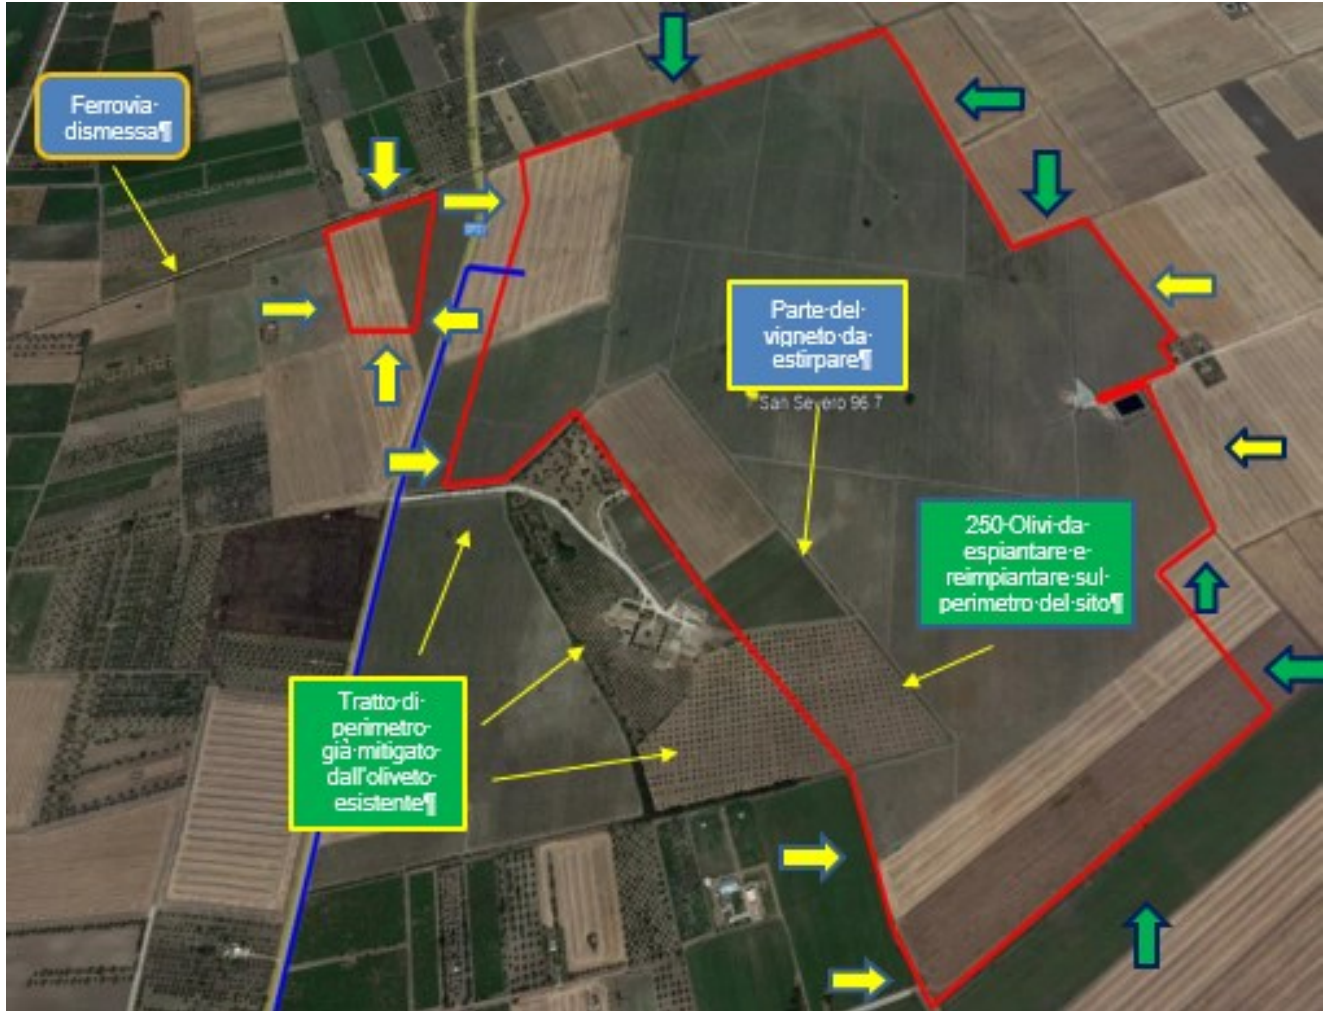 Ferrovia·
dismessa¶
Parte·del·
vigneto·da·
estirpare¶
San Severo 96.7
250·Olivi·da·
espiantare·e·
reimpiantare·sul·
perimetro·del·sito¶
Tratto·di·
perimetro·
già·mitigato·
dall'oliveto·
esistente¶